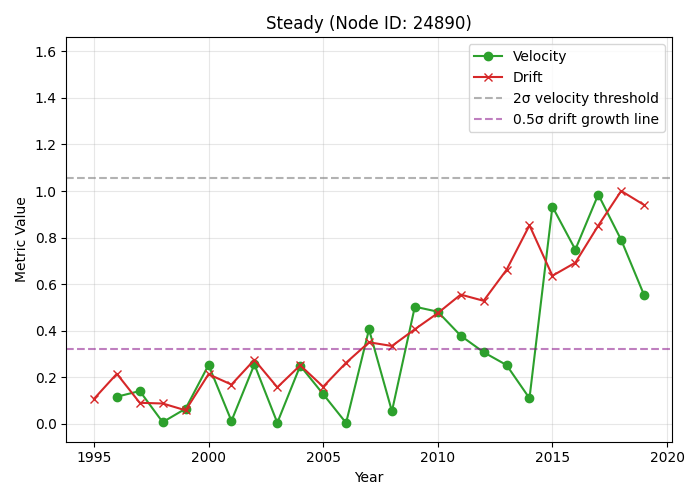 Steady (Node ID: 24890)
1.6
1.4
1.2
1.0
0.8
0.6
0.4
0.2
0.0
Metric Value
Velocity
Drift
2σ velocity threshold
0.5σ drift growth line
1995 2000 2005 2010 2015 2020
Year